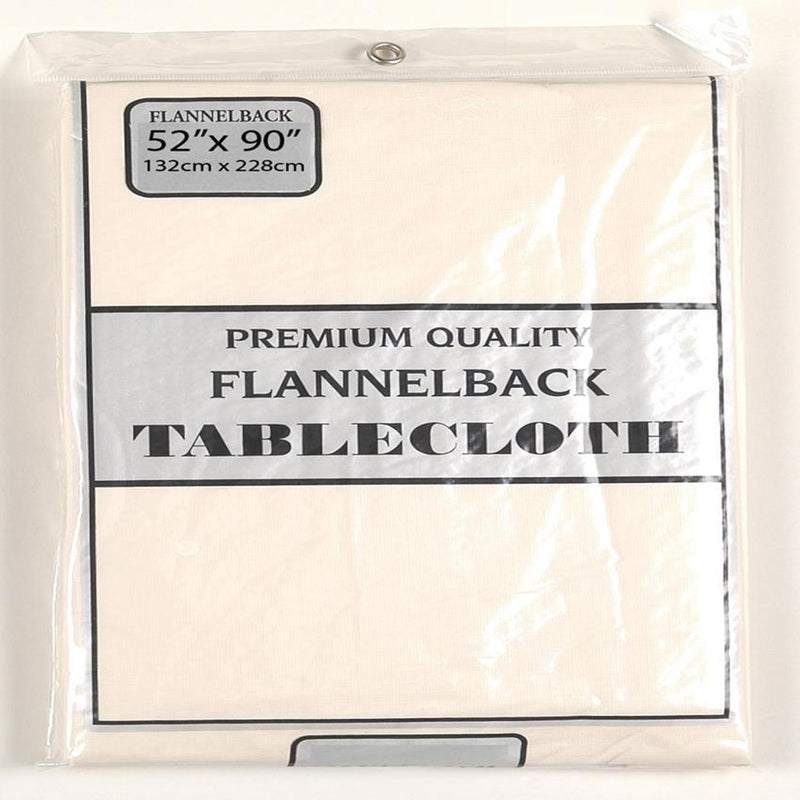 FLANNELBACK
52"x 90"
132cm x 228cm
PREMIUM QUALITY
FLANNELBACK
TABLECLOTH